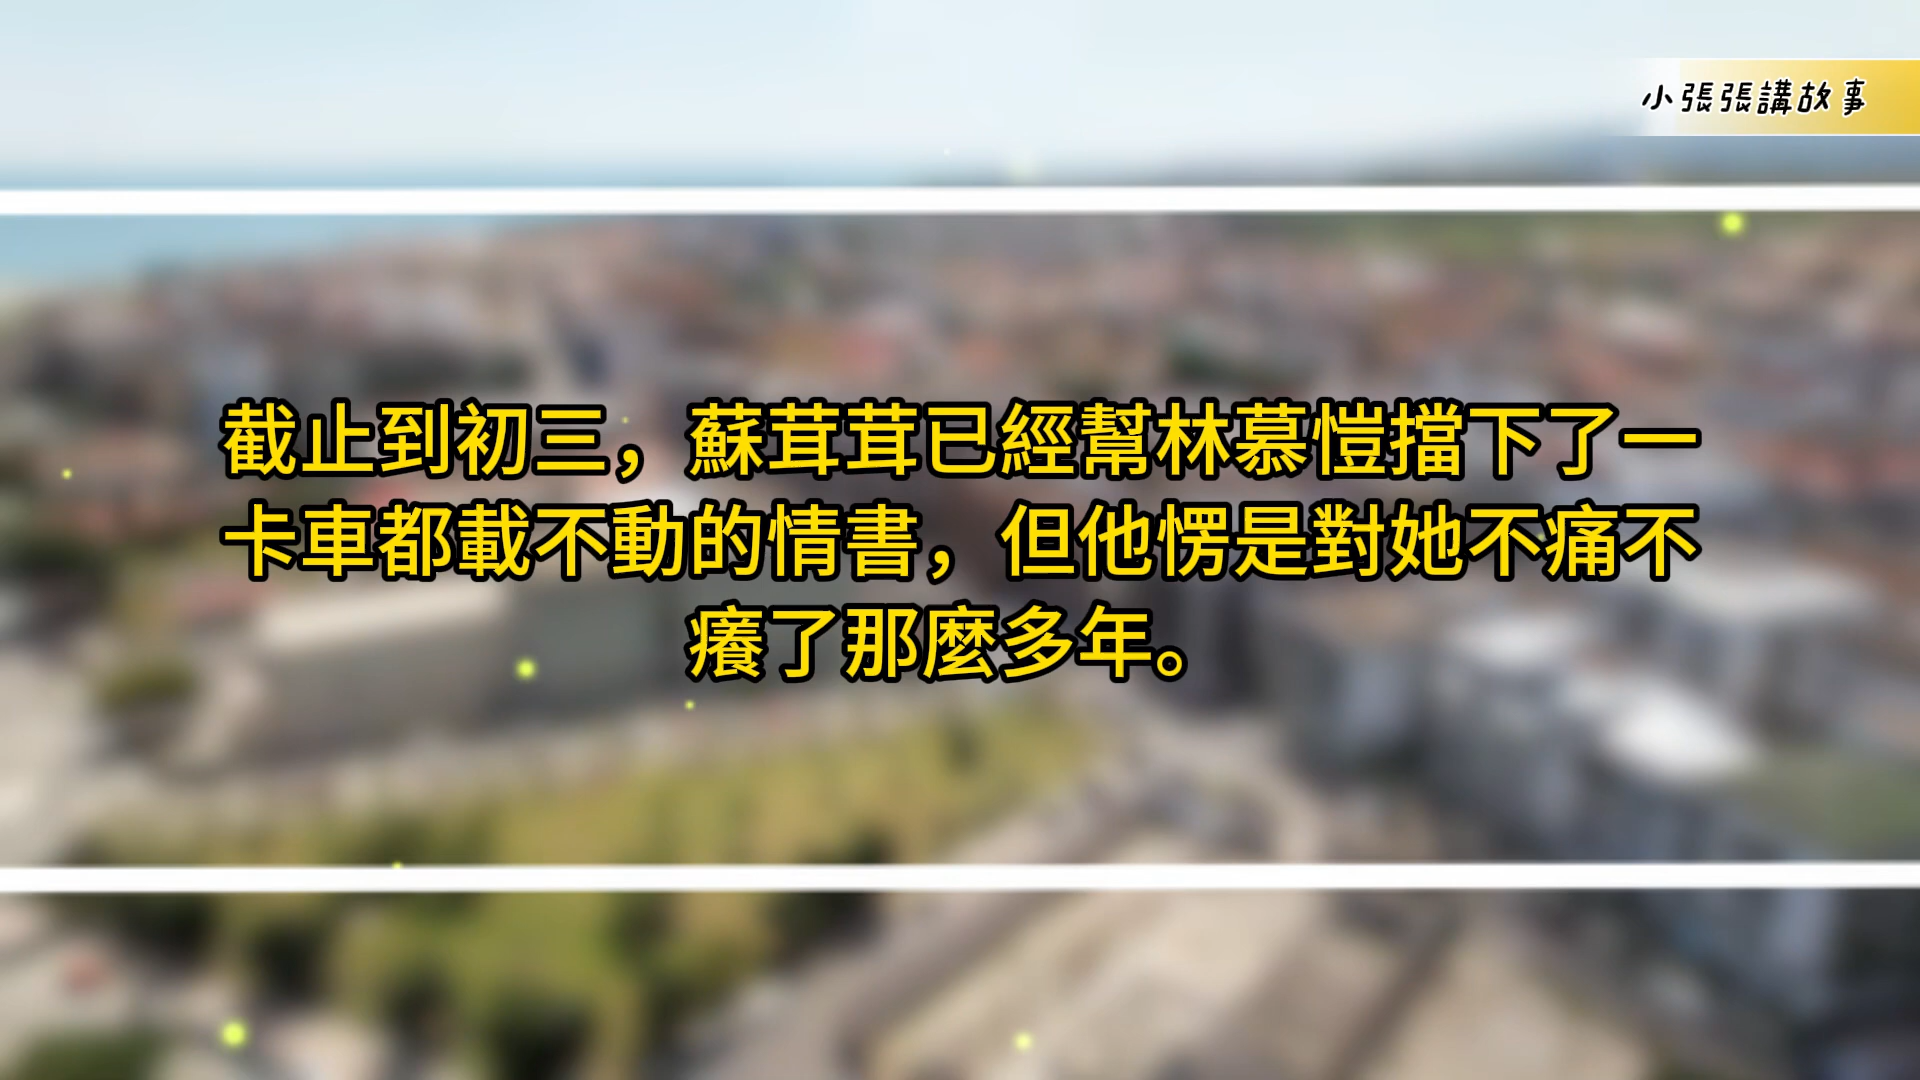 小張張講故事
截止到初三，蘇茸茸已經幫林慕愷擋下了一
卡車都載不動的情書，但他愣是對她不痛不
癢了那麼多年。